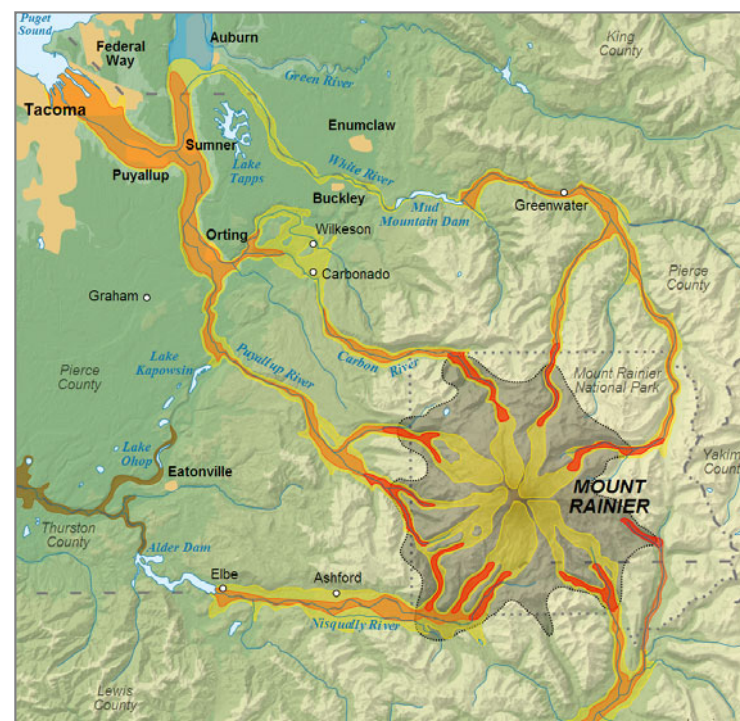 Puget
Sound
Federal
Way
Auburn
King
County
Green River
Tacoma
Enumclaw
Sumner
Lake
Tapps
White River
Puyallup
Buckley
Mud
Mountain Dam
Greenwater
Orting
Wilkeson
Carbonado
Pierce
County
Graham
Lake
Kapowsin
Puyallup River
Carbon River
Mount Rainier
National Park
Pierce
County
Lake
Ohop
Eatonville
Yakim
Count
MOUNT
RAINIER
Thurston
County
Alder Dam
Elbe
Ashford
Nisqually River
Lewis
County